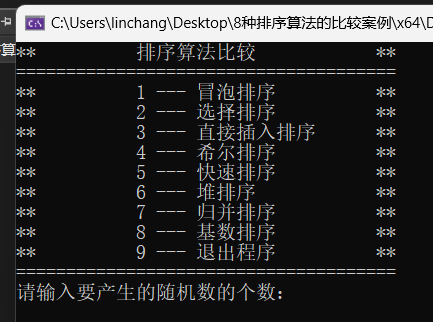 C:\Users\linchang\Desktop\8种排序算法的比较案例\x64\D
** 排序算法比较 **
======================================
** 1 --- 冒泡排序 **
** 2 --- 选择排序 **
** 3 --- 直接插入排序 **
** 4 --- 希尔排序 **
** 5 --- 快速排序 **
** 6 --- 堆排序 **
** 7 --- 归并排序 **
** 8 --- 基数排序 **
** 9 --- 退出程序 **
======================================
请输入要产生的随机数的个数: